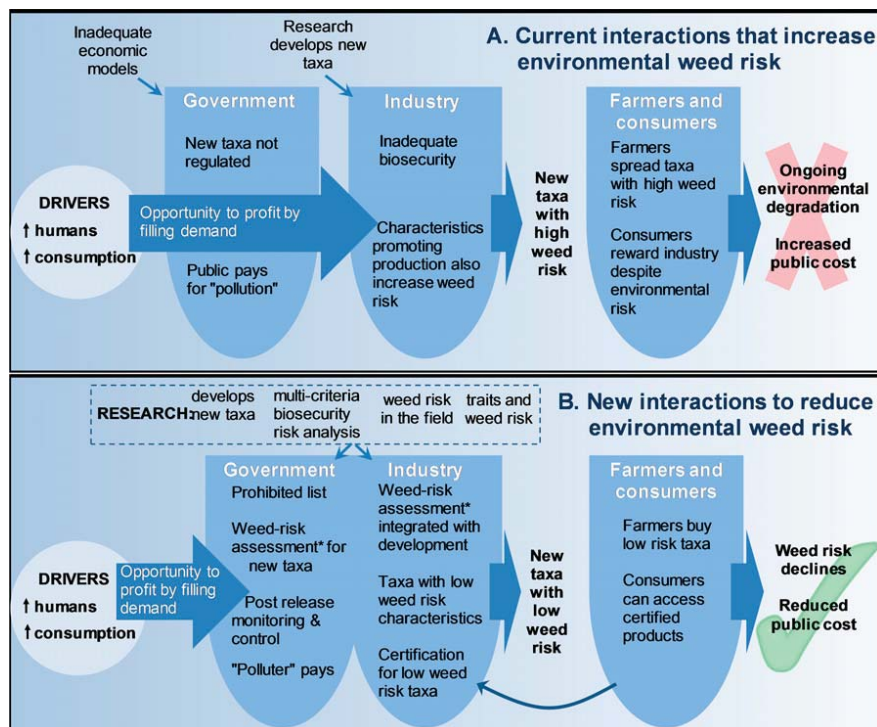 Inadequate
economic
models
Research
develops new
taxa
A. Current interactions that increase
environmental weed risk
Government
New taxa not
regulated
Public pays
for "pollution"
Industry
Inadequate
biosecurity
Characteristics
promoting
production also
increase weed
risk
Farmers and
consumers
Farmers
spread taxa
with high weed
risk
Consumers
reward industry
despite
environmental
risk
DRIVERS
↑ humans
↑ consumption
Opportunity to profit by
filling demand
New
taxa
with
high
weed
risk
Ongoing
environmental
degradation
Increased
public cost
RESEARCH:
develops
new taxa
multi-criteria
biosecurity
risk analysis
weed risk
in the field
traits and
weed risk
B. New interactions to reduce
environmental weed risk
Government
Prohibited list
Weed-risk
assessment* for
new taxa
Post release
monitoring &
control
"Polluter" pays
Industry
Weed-risk
assessment*
integrated with
development
Taxa with low
weed risk
characteristics
Certification
for low weed
risk taxa
Farmers and
consumers
Farmers buy
low risk taxa
Consumers
can access
certified
products
DRIVERS
↑ humans
↑ consumption
Opportunity to
profit by filling
demand
New
taxa
with
low
weed
risk
Weed risk
declines
Reduced
public cost